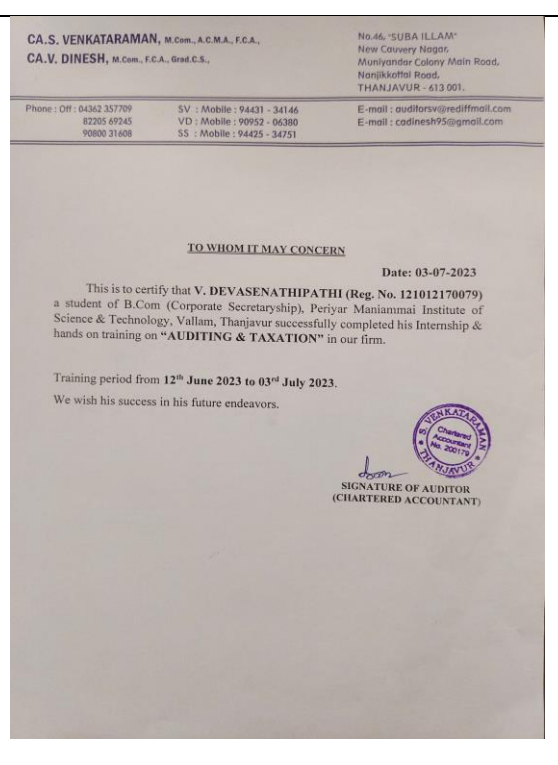 CA.S. VENKATARAMAN, M.Com., A.C.M.A., F.C.A.,
CA.V. DINESH, M.Com., F.C.A., Grad.C.S.,
No.46, "SUBA ILLAM"
New Cauvery Nagar,
Muniyandar Colony Main Road,
Nanjikkottai Road,
THANJAVUR - 613 001.
Phone : Off : 04362 357709
82205 69245
90800 31608
SV : Mobile : 94431 - 34146
VD : Mobile : 90952 - 06380
SS : Mobile : 94425 - 34751
E-mail : auditorsv@rediffmail.com
E-mail : cadinesh95@gmail.com
TO WHOM IT MAY CONCERN
Date: 03-07-2023
This is to certify that V. DEVASENATHIPATHI (Reg. No. 121012170079)
a student of B.Com (Corporate Secretaryship), Periyar Maniammai Institute of
Science & Technology, Vallam, Thanjavur successfully completed his Internship &
hands on training on “AUDITING & TAXATION” in our firm.
Training period from 12th June 2023 to 03rd July 2023.
We wish his success in his future endeavors.
S. VENKATARAMAN
Chartered
Accountant
No. 200179
THANJAVUR
SIGNATURE OF AUDITOR
(CHARTERED ACCOUNTANT)